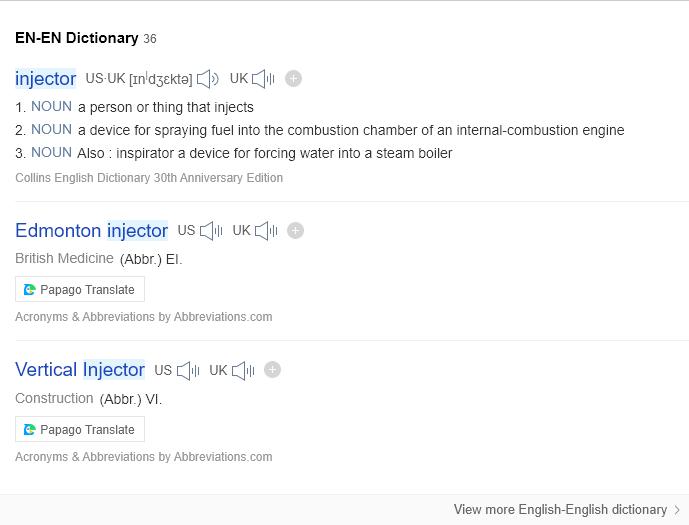 EN-EN Dictionary 36
injector US·UK [ɪnˈdʒɛktə] UK
1. NOUN a person or thing that injects
2. NOUN a device for spraying fuel into the combustion chamber of an internal-combustion engine
3. NOUN Also : inspirator a device for forcing water into a steam boiler
Collins English Dictionary 30th Anniversary Edition
Edmonton injector US UK
British Medicine (Abbr.) EI.
Papago Translate
Acronyms & Abbreviations by Abbreviations.com
Vertical Injector US UK
Construction (Abbr.) VI.
Papago Translate
Acronyms & Abbreviations by Abbreviations.com
View more English-English dictionary